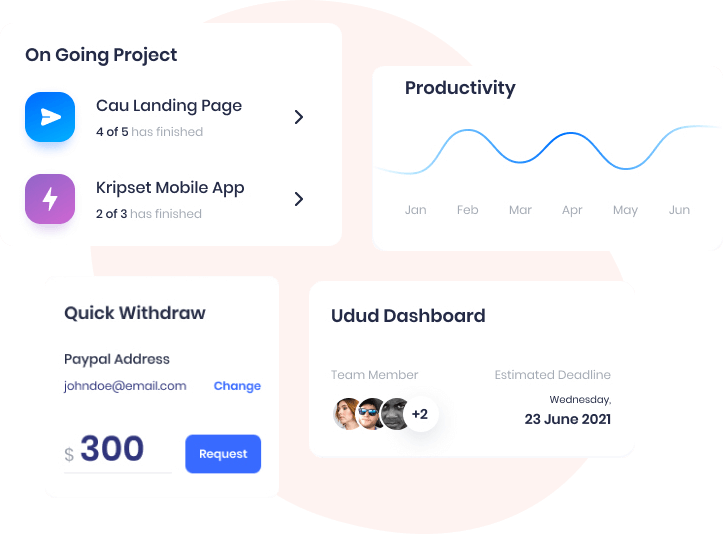 On Going Project
Cau Landing Page
4 of 5 has finished
Kripset Mobile App
2 of 3 has finished
Productivity
Jan Feb Mar Apr May Jun
Quick Withdraw
Paypal Address
johndoe@email.com Change
$ 300 Request
Udud Dashboard
Team Member Estimated Deadline
Wednesday,
+2 23 June 2021